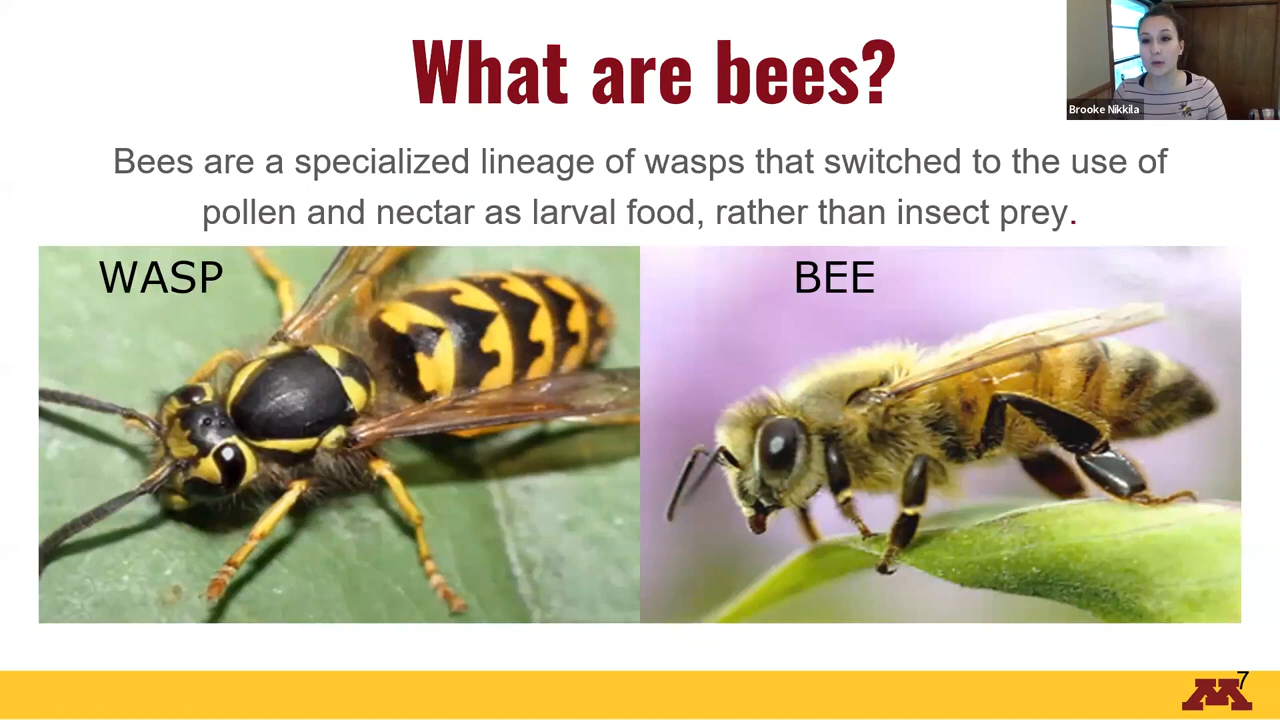 What are bees?
Brooke Nikkila
Bees are a specialized lineage of wasps that switched to the use of
pollen and nectar as larval food, rather than insect prey.
WASP
BEE
7
M